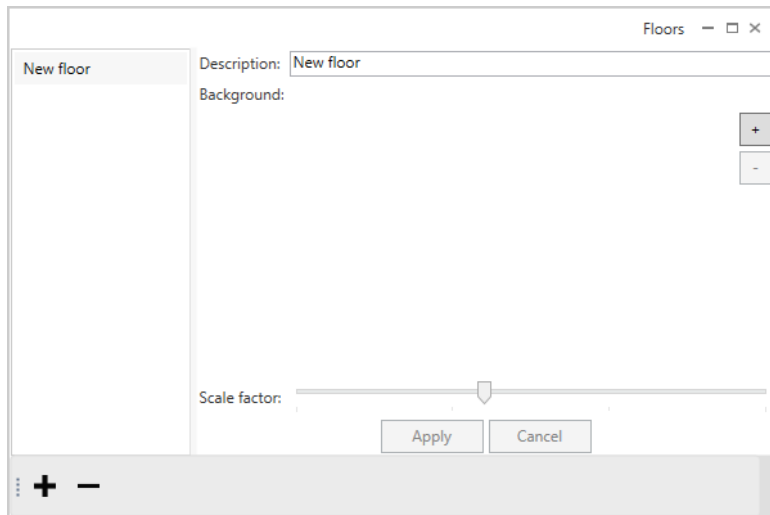 Floors
New floor
Description: New floor
Background:
+
-
Scale factor:
Apply Cancel